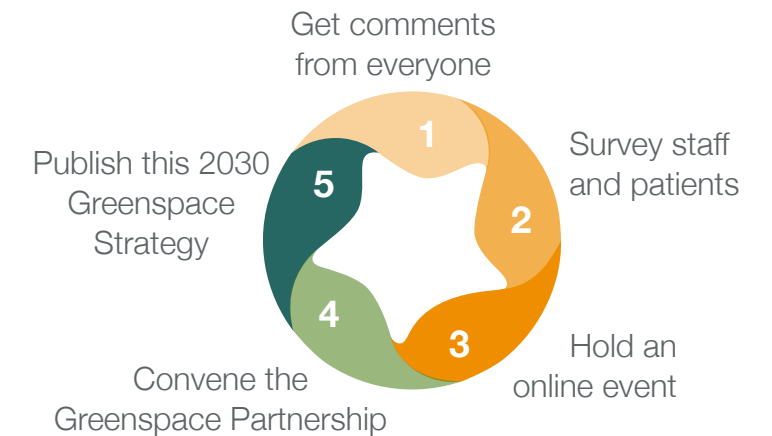 Get comments
from everyone
1
Survey staff
and patients
2
Hold an
online event
3
Convene the
Greenspace Partnership
4
Publish this 2030
Greenspace
Strategy
5